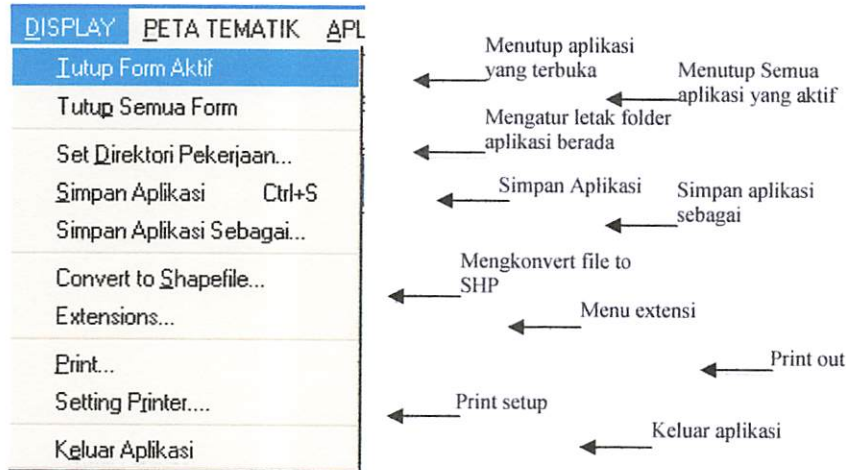 DISPLAY PETA TEMATIK APL
Tutup Form Aktif
Tutup Semua Form
Set Direktori Pekerjaan...
Simpan Aplikasi Ctrl+S
Simpan Aplikasi Sebagai...
Convert to Shapefile...
Extensions...
Print...
Setting Printer....
Keluar Aplikasi
Menutup aplikasi
yang terbuka
Menutup Semua
aplikasi yang aktif
Mengatur letak folder
aplikasi berada
Simpan Aplikasi
Simpan aplikasi
sebagai
Mengkonvert file to
SHP
Menu extensi
Print out
Print setup
Keluar aplikasi